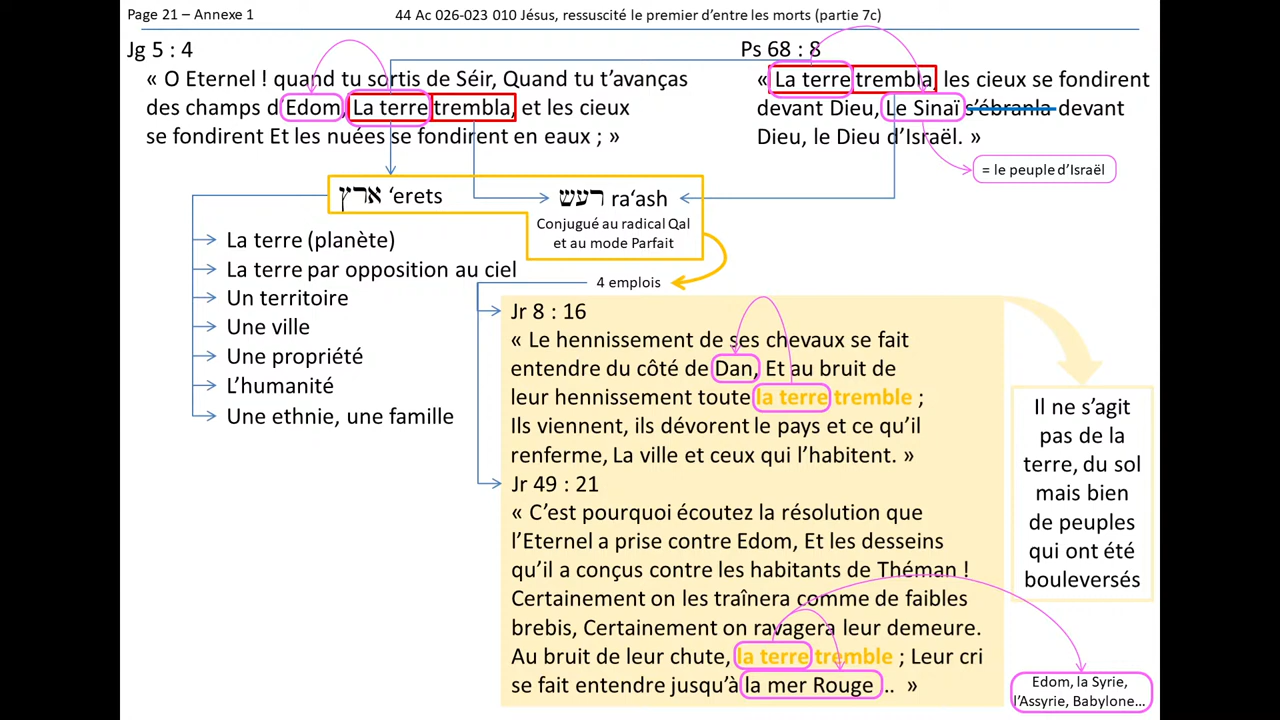 Page 21 – Annexe 1
44 Ac 026-023 010 Jésus, ressuscité le premier d’entre les morts (partie 7c)
Jg 5 : 4
« O Eternel ! quand tu sortis de Séir, Quand tu t’avanças
des champs d’Edom, La terre trembla, et les cieux
se fondirent Et les nuées se fondirent en eaux ; »
Ps 68 : 8
« La terre trembla, les cieux se fondirent
devant Dieu, Le Sinaï s’ébranla devant
Dieu, le Dieu d’Israël. »
= le peuple d’Israël
ארץ ‘erets
רעש ra‘ash
Conjugué au radical Qal
et au mode Parfait
La terre (planète)
La terre par opposition au ciel
Un territoire
Une ville
Une propriété
L’humanité
Une ethnie, une famille
4 emplois
Jr 8 : 16
« Le hennissement de ses chevaux se fait
entendre du côté de Dan, Et au bruit de
leur hennissement toute la terre tremble ;
Ils viennent, ils dévorent le pays et ce qu’il
renferme, La ville et ceux qui l’habitent. »
Jr 49 : 21
« C’est pourquoi écoutez la résolution que
l’Eternel a prise contre Edom, Et les desseins
qu’il a conçus contre les habitants de Théman !
Certainement on les traînera comme de faibles
brebis, Certainement on ravagera leur demeure.
Au bruit de leur chute, la terre tremble ; Leur cri
se fait entendre jusqu’à la mer Rouge .. »
Il ne s’agit
pas de la
terre, du sol
mais bien
de peuples
qui ont été
bouleversés
Edom, la Syrie,
l’Assyrie, Babylone…